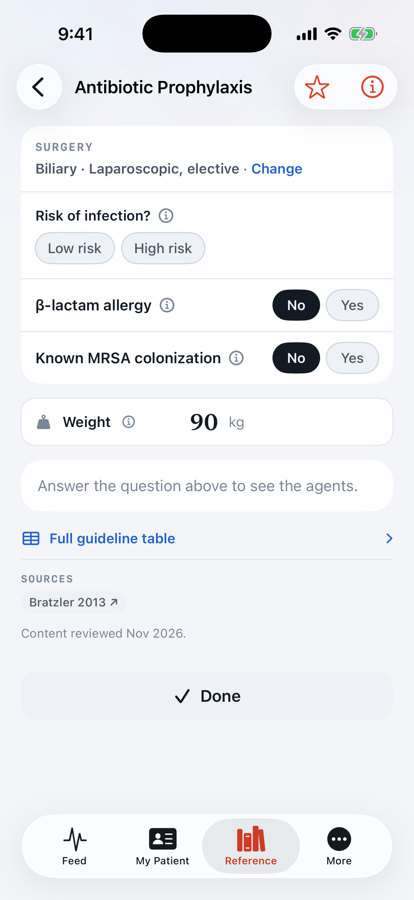 9:41
Antibiotic Prophylaxis
SURGERY
Biliary · Laparoscopic, elective · Change
Risk of infection?
Low risk High risk
β-lactam allergy No Yes
Known MRSA colonization No Yes
Weight 90 kg
Answer the question above to see the agents.
Full guideline table
SOURCES
Bratzler 2013 ↗
Content reviewed Nov 2026.
Done
Feed My Patient Reference More